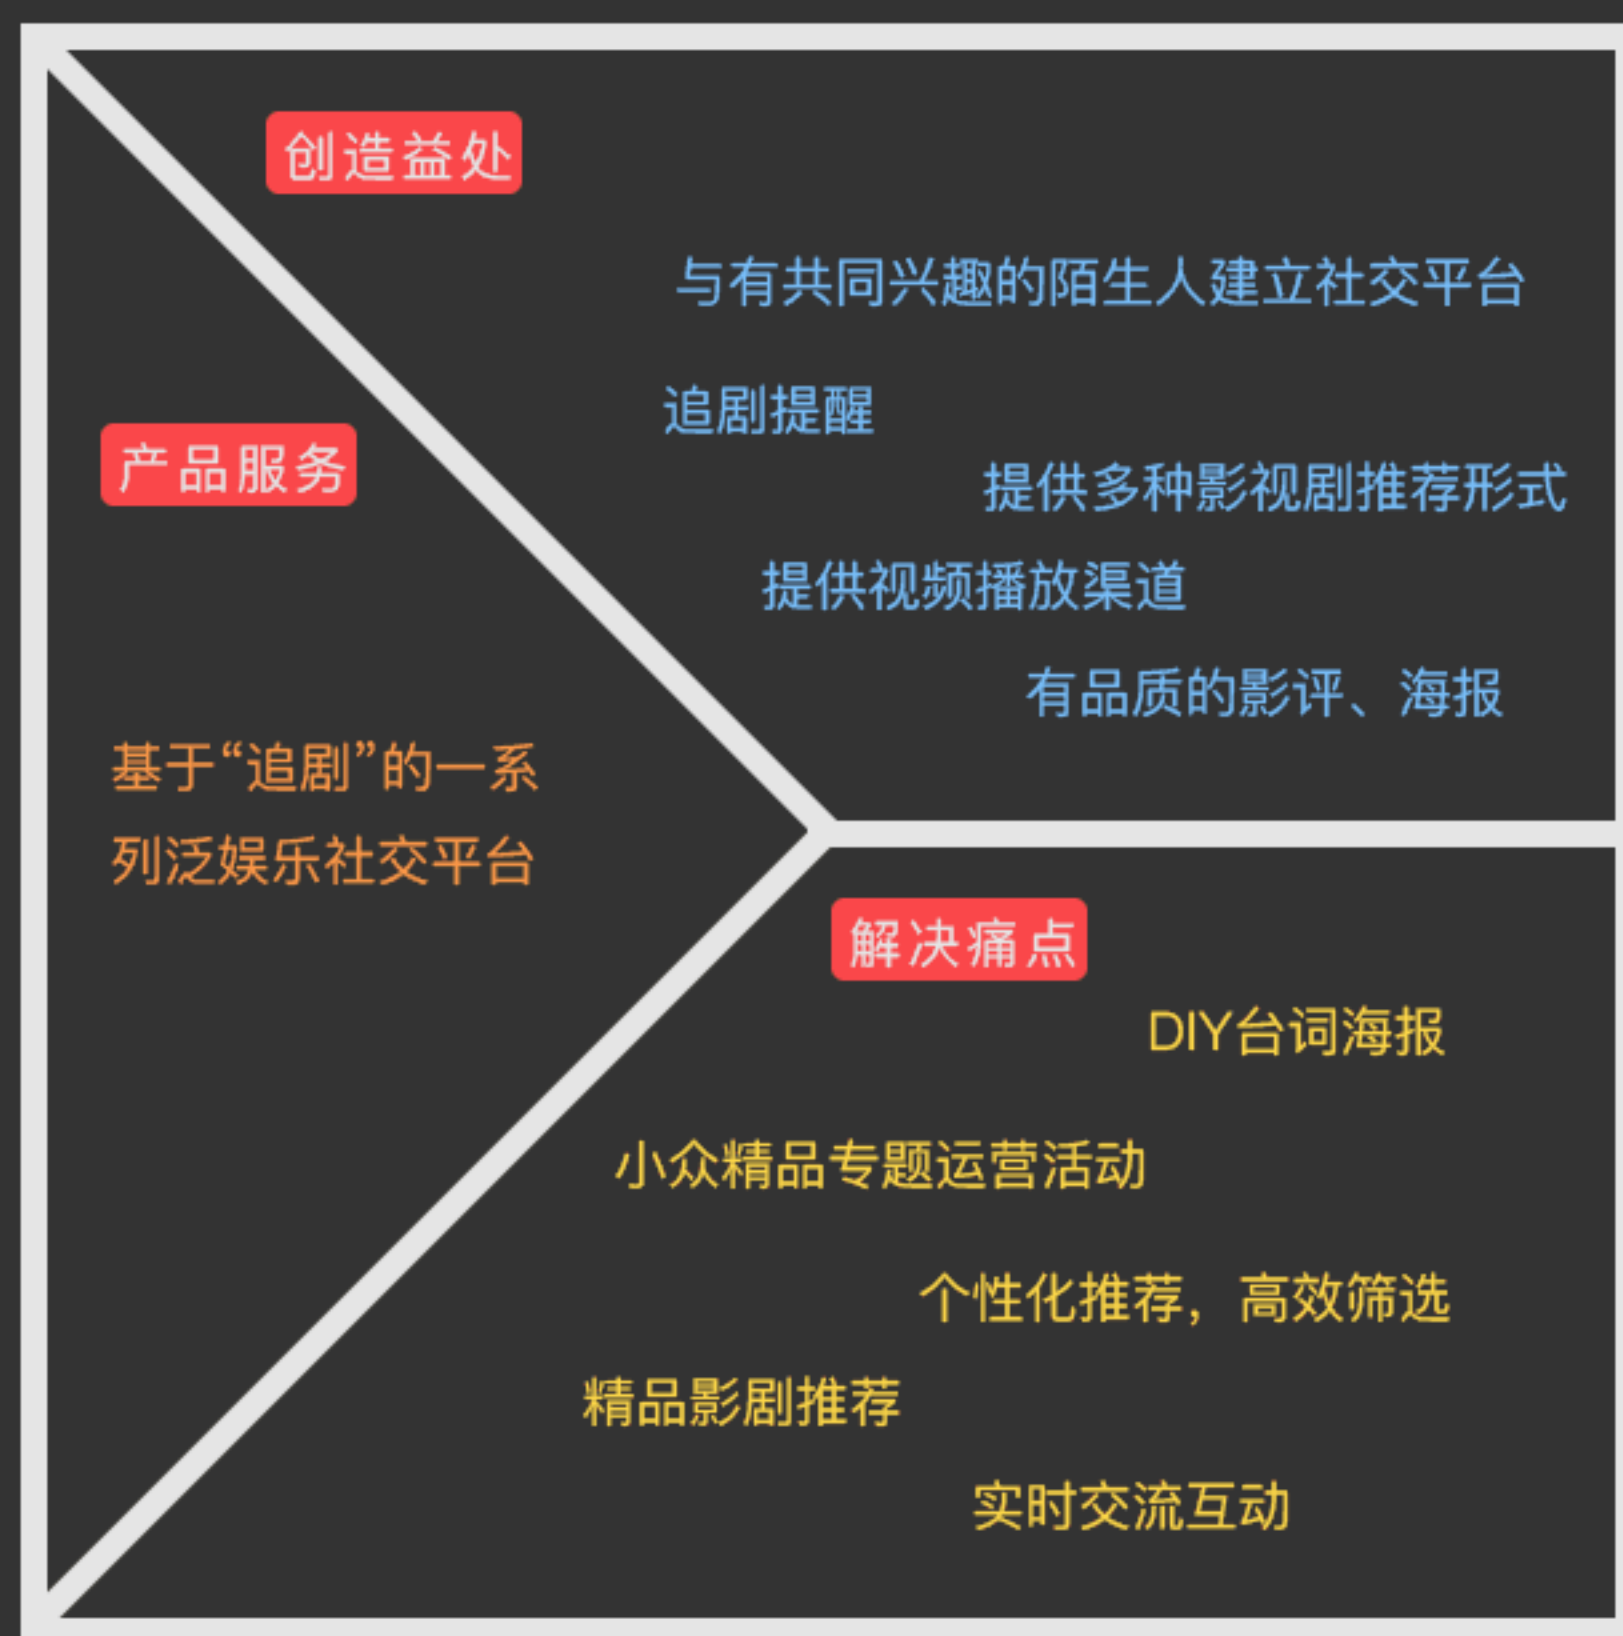 创造益处
与有共同兴趣的陌生人建立社交平台
追剧提醒
提供多种影视剧推荐形式
提供视频播放渠道
有品质的影评、海报
产品服务
基于“追剧”的一系
列泛娱乐社交平台
解决痛点
DIY台词海报
小众精品专题运营活动
个性化推荐，高效筛选
精品影剧推荐
实时交流互动